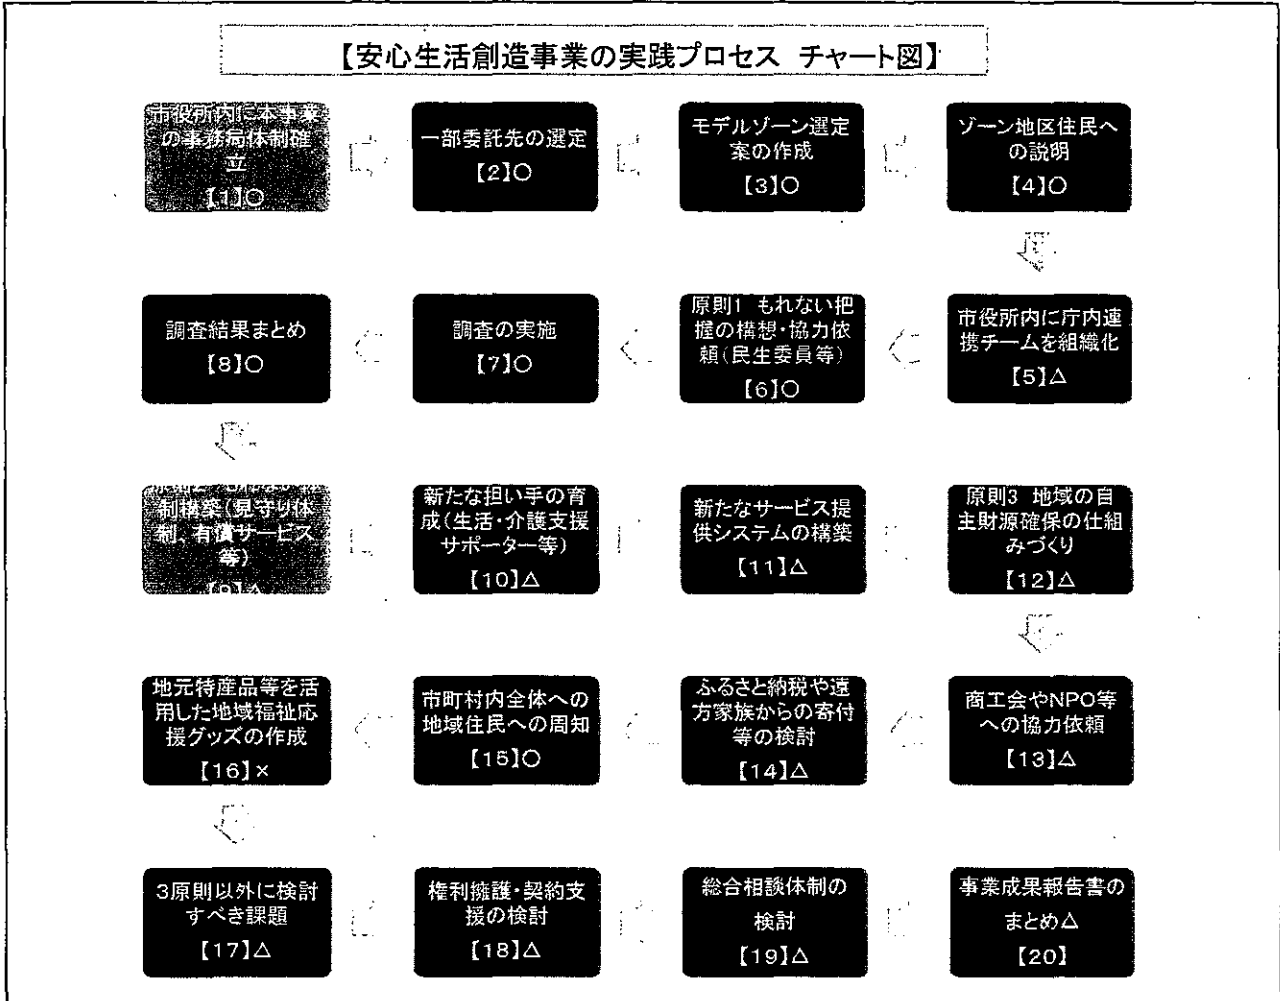 【安心生活創造事業の実践プロセス チャート図】
市役所内に本事業
の事務局体制確
立
【1】○
一部委託先の選定
【2】○
モデルゾーン選定
案の作成
【3】○
ゾーン地区住民へ
の説明
【4】○
市役所内に庁内連
携チームを組織化
【5】△
原則1 もれない把
握の構想・協力依
頼(民生委員等)
【6】○
調査の実施
【7】○
調査結果まとめ
【8】○
制構築(見守り体
制、有償サービス
等)
【9】△
新たな担い手の育
成(生活・介護支援
サポーター等)
【10】△
新たなサービス提
供システムの構築
【11】△
原則3 地域の自
主財源確保の仕組
みづくり
【12】△
商工会やNPO等
への協力依頼
【13】△
ふるさと納税や遠
方家族からの寄付
等の検討
【14】△
市町村内全体への
地域住民への周知
【15】○
地元特産品等を活
用した地域福祉応
援グッズの作成
【16】×
3原則以外に検討
すべき課題
【17】△
権利擁護・契約支
援の検討
【18】△
総合相談体制の
検討
【19】△
事業成果報告書の
まとめ△
【20】